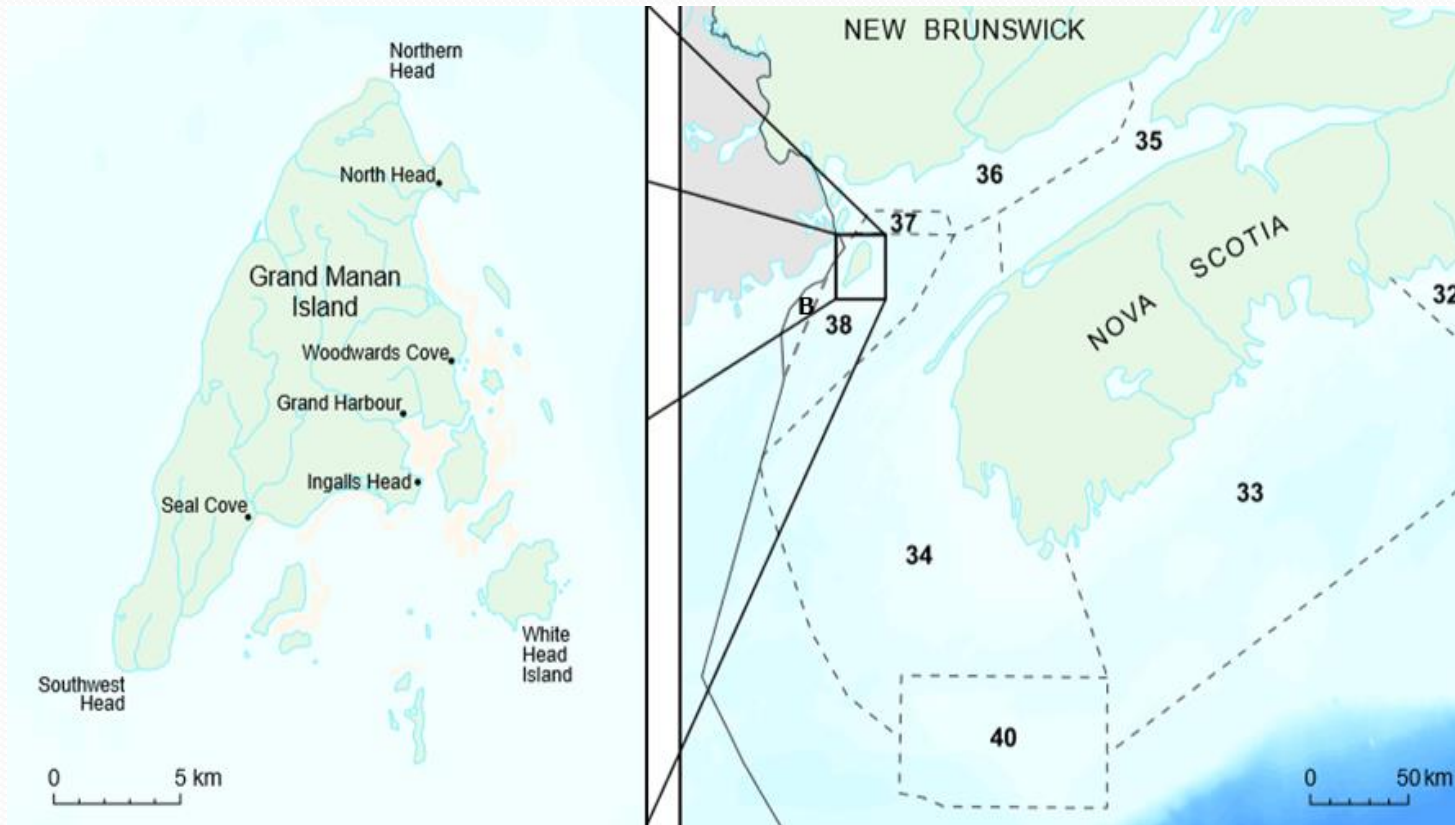 Northern
Head
North Head
Grand Manan
Island
Woodwards Cove
Grand Harbour
Ingalls Head
Seal Cove
White
Head
Island
Southwest
Head
0 5 km
NEW BRUNSWICK
35
36
37
NOVA SCOTIA
32
B
38
33
34
40
0 50 km